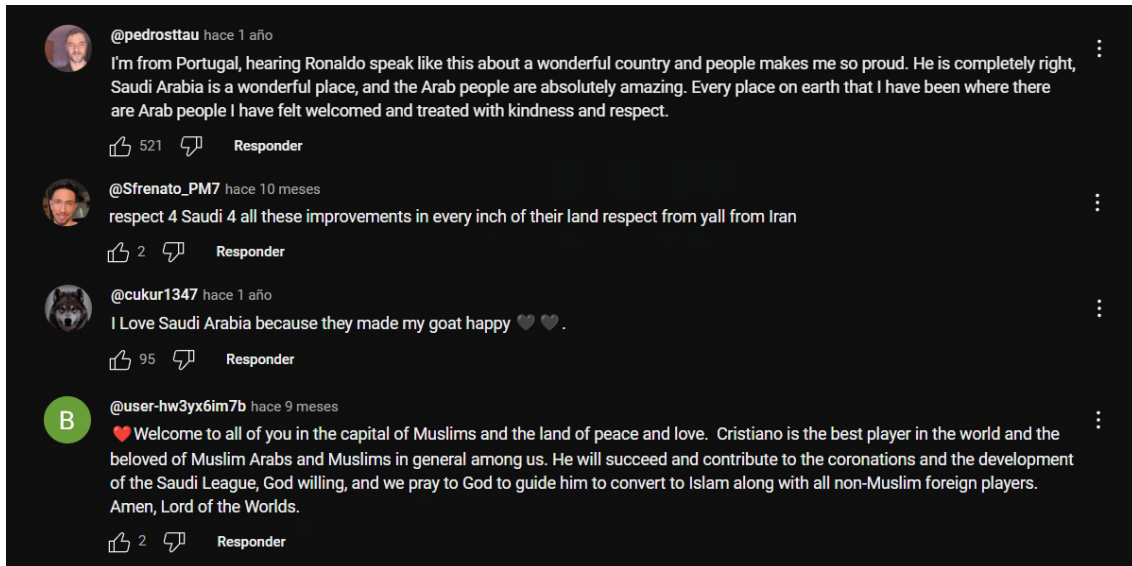 @pedrosttau hace 1 año
I'm from Portugal, hearing Ronaldo speak like this about a wonderful country and people makes me so proud. He is completely right,
Saudi Arabia is a wonderful place, and the Arab people are absolutely amazing. Every place on earth that I have been where there
are Arab people I have felt welcomed and treated with kindness and respect.
521 Responder
@Sfrenato_PM7 hace 10 meses
respect 4 Saudi 4 all these improvements in every inch of their land respect from yall from Iran
2 Responder
@cukur1347 hace 1 año
I Love Saudi Arabia because they made my goat happy 🖤 🖤 .
95 Responder
B
@user-hw3yx6im7b hace 9 meses
❤️Welcome to all of you in the capital of Muslims and the land of peace and love.  Cristiano is the best player in the world and the
beloved of Muslim Arabs and Muslims in general among us. He will succeed and contribute to the coronations and the development
of the Saudi League, God willing, and we pray to God to guide him to convert to Islam along with all non-Muslim foreign players.
Amen, Lord of the Worlds.
2 Responder